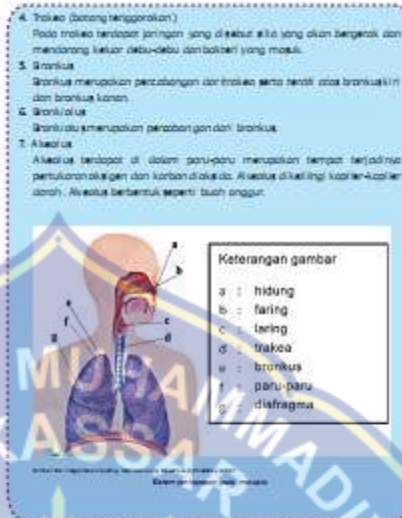 4. Trakea (batang tenggorokan)
Pada trakea terdapat jaringan yang disebut silia yang akan bergerak dan
mendorong keluar debu-debu dan bakteri yang masuk.
5. Bronkus
Bronkus merupakan percabangan dari trakea serta terdiri atas bronkus kiri
dan bronkus kanan.
6. Bronkiolus
Bronkiolus merupakan percabangan dari bronkus.
7. Alveolus
Alveolus terdapat di dalam paru-paru merupakan tempat terjadinya
pertukaran oksigen dan karbondioksida. Alveolus dikelilingi kapiler-kapiler
darah. Alveolus berbentuk seperti buah anggur.
a
b
c
d
e
f
g
Keterangan gambar
a : hidung
b : faring
c : laring
d : trakea
e : bronkus
f : paru-paru
g : diafragma
MUHAMMAD
KASSAR